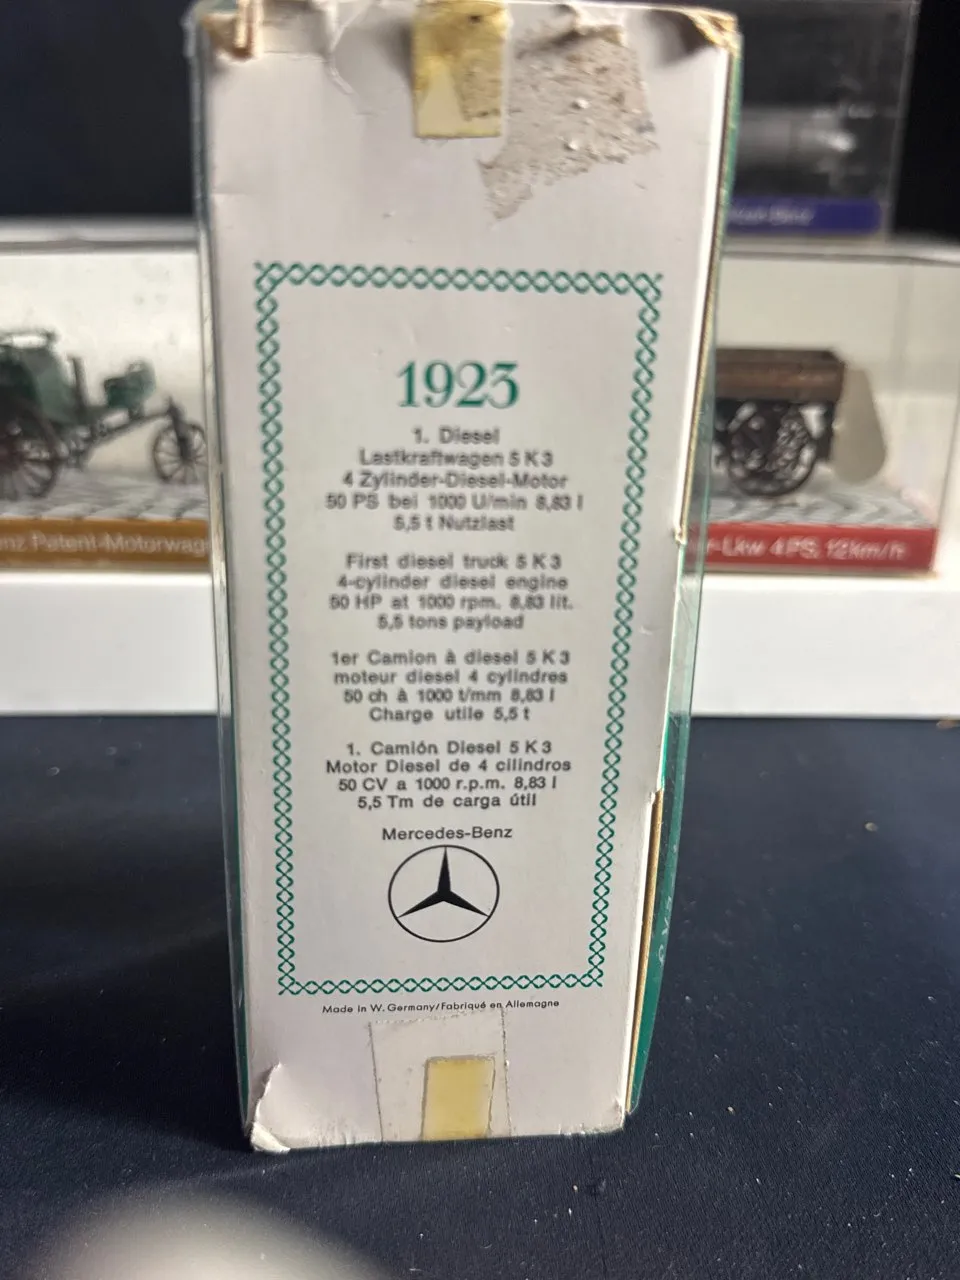 1923
1. Diesel
Lastkraftwagen 5 K 3
4 Zylinder-Diesel-Motor
50 PS bei 1000 U/min 8,83 l
5,5 t Nutzlast
First diesel truck 5 K 3
4-cylinder diesel engine
50 HP at 1000 rpm. 8,83 lit.
5,5 tons payload
1er Camion à diesel 5 K 3
moteur diesel 4 cylindres
50 ch à 1000 t/mm 8,83 l
Charge utile 5,5 t
1. Camión Diesel 5 K 3
Motor Diesel de 4 cilindros
50 CV a 1000 r.p.m. 8,83 l
5,5 Tm de carga útil
Mercedes-Benz
Made in W. Germany/Fabriqué en Allemagne
Patent-Motorwag
-Lkw 4 PS, 12 km/h